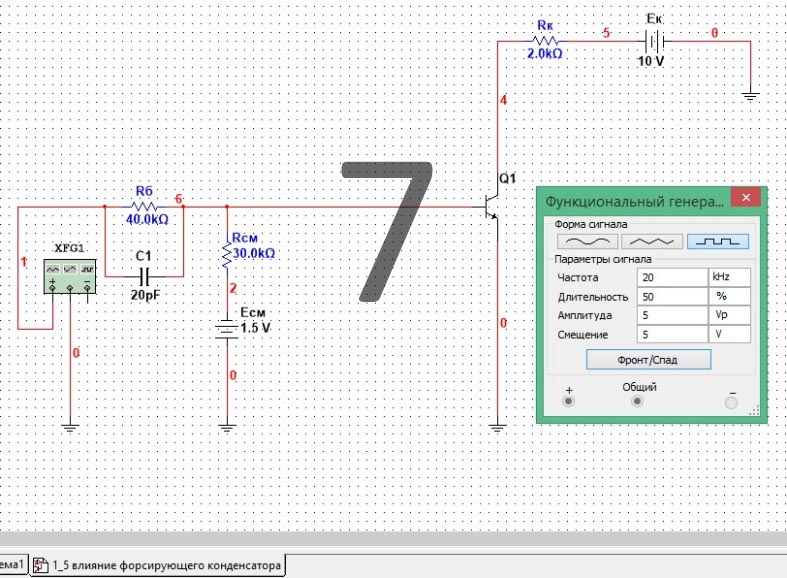 Eк
Rк
5
0
2.0kΩ
10 V
4
Q1
7
Rб
6
40.0kΩ
Rсм
30.0kΩ
XFG1
C1
1
20pF
2
Eсм
1.5 V
0
0
0
Функциональный генера...
Форма сигнала
Параметры сигнала
Частота 20 kHz
Длительность 50 %
Амплитуда 5 Vp
Смещение 5 V
Фронт/Спад
+ Общий −
ема1
1_5 влияние форсирующего конденсатора